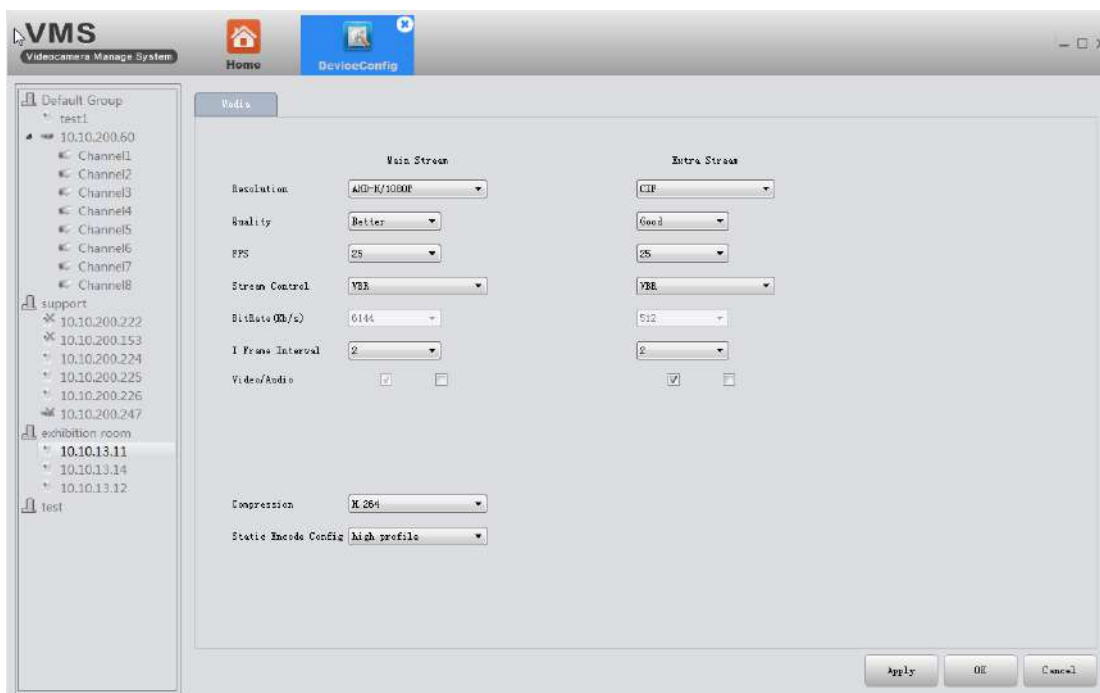 VMS
Videocamera Manage System
Home
DeviceConfig
Default Group
test1
10.10.200.60
Channel1
Channel2
Channel3
Channel4
Channel5
Channel6
Channel7
Channel8
support
10.10.200.222
10.10.200.153
10.10.200.224
10.10.200.225
10.10.200.226
10.10.200.247
exhibition room
10.10.13.11
10.10.13.14
10.10.13.12
test
Media
Main Stream Extra Stream
Resolution AHD-H/1080P CIF
Quality Better Good
FPS 25 25
Stream Control VBR VBR
BitRate(Kb/s) 6144 512
I Frame Interval 2 2
Video/Audio
Compression H.264
Static Encode Config high profile
Apply OK Cancel